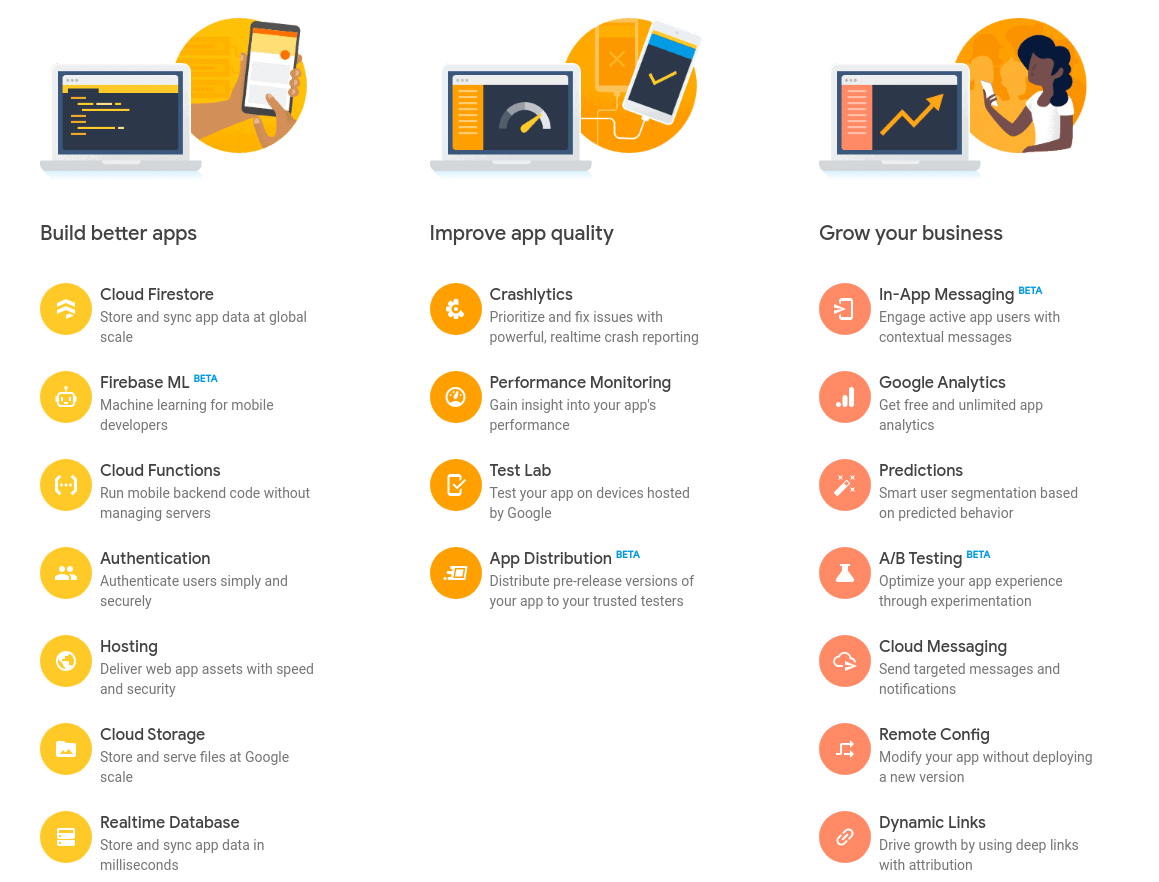 Build better apps
Cloud Firestore
Store and sync app data at global
scale
Firebase ML BETA
Machine learning for mobile
developers
Cloud Functions
Run mobile backend code without
managing servers
Authentication
Authenticate users simply and
securely
Hosting
Deliver web app assets with speed
and security
Cloud Storage
Store and serve files at Google
scale
Realtime Database
Store and sync app data in
milliseconds
Improve app quality
Crashlytics
Prioritize and fix issues with
powerful, realtime crash reporting
Performance Monitoring
Gain insight into your app's
performance
Test Lab
Test your app on devices hosted
by Google
App Distribution BETA
Distribute pre-release versions of
your app to your trusted testers
Grow your business
In-App Messaging BETA
Engage active app users with
contextual messages
Google Analytics
Get free and unlimited app
analytics
Predictions
Smart user segmentation based
on predicted behavior
A/B Testing BETA
Optimize your app experience
through experimentation
Cloud Messaging
Send targeted messages and
notifications
Remote Config
Modify your app without deploying
a new version
Dynamic Links
Drive growth by using deep links
with attribution